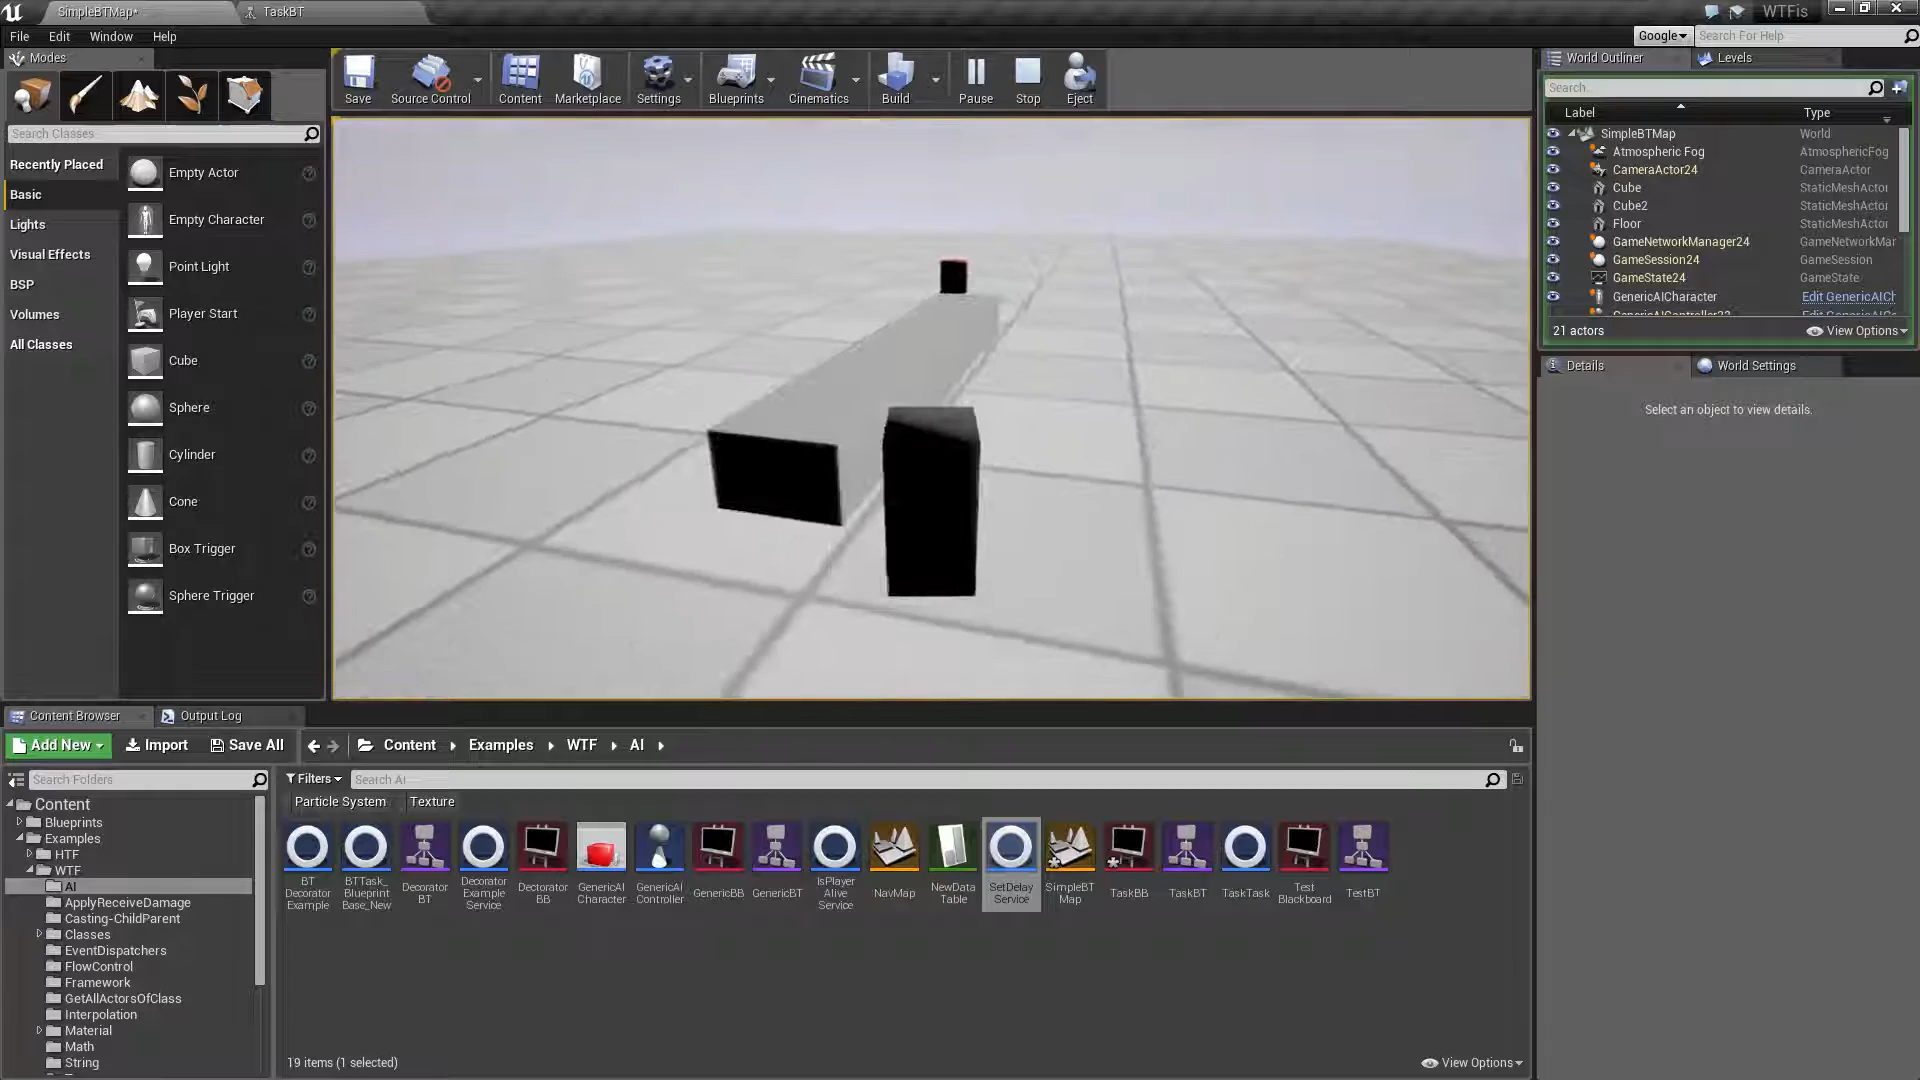 SimpleBTMap*
TaskBT
WTFis
File Edit Window Help
Google
Search For Help
Modes
Save
Source Control
Content
Marketplace
Settings
Blueprints
Cinematics
Build
Pause
Stop
Eject
Search Classes
Recently Placed
Basic
Lights
Visual Effects
BSP
Volumes
All Classes
Empty Actor
Empty Character
Point Light
Player Start
Cube
Sphere
Cylinder
Cone
Box Trigger
Sphere Trigger
World Outliner
Levels
Search...
Label Type
SimpleBTMap World
Atmospheric Fog AtmosphericFog
CameraActor24 CameraActor
Cube StaticMeshActor
Cube2 StaticMeshActor
Floor StaticMeshActor
GameNetworkManager24 GameNetworkMar
GameSession24 GameSession
GameState24 GameState
GenericAICharacter Edit GenericAICh
21 actors
View Options
Details
World Settings
Select an object to view details.
Content Browser
Output Log
Add New Import Save All
Content Examples WTF AI
Search Folders
Filters
Search AI
Particle System Texture
Content
Blueprints
Examples
HTF
WTF
AI
ApplyReceiveDamage
Casting-ChildParent
Classes
EventDispatchers
FlowControl
Framework
GetAllActorsOfClass
Interpolation
Material
Math
String
BT
Decorator
Example
BTTask_
Blueprint
Base_New
Decorator
BT
Decorator
Example
Service
Dectorator
BB
GenericAI
Character
GenericAI
Controller
GenericBB
GenericBT
IsPlayer
Alive
Service
NavMap
NewData
Table
SetDelay
Service
SimpleBT
Map
TaskBB
TaskBT
TaskTask
Test
Blackboard
TestBT
19 items (1 selected)
View Options